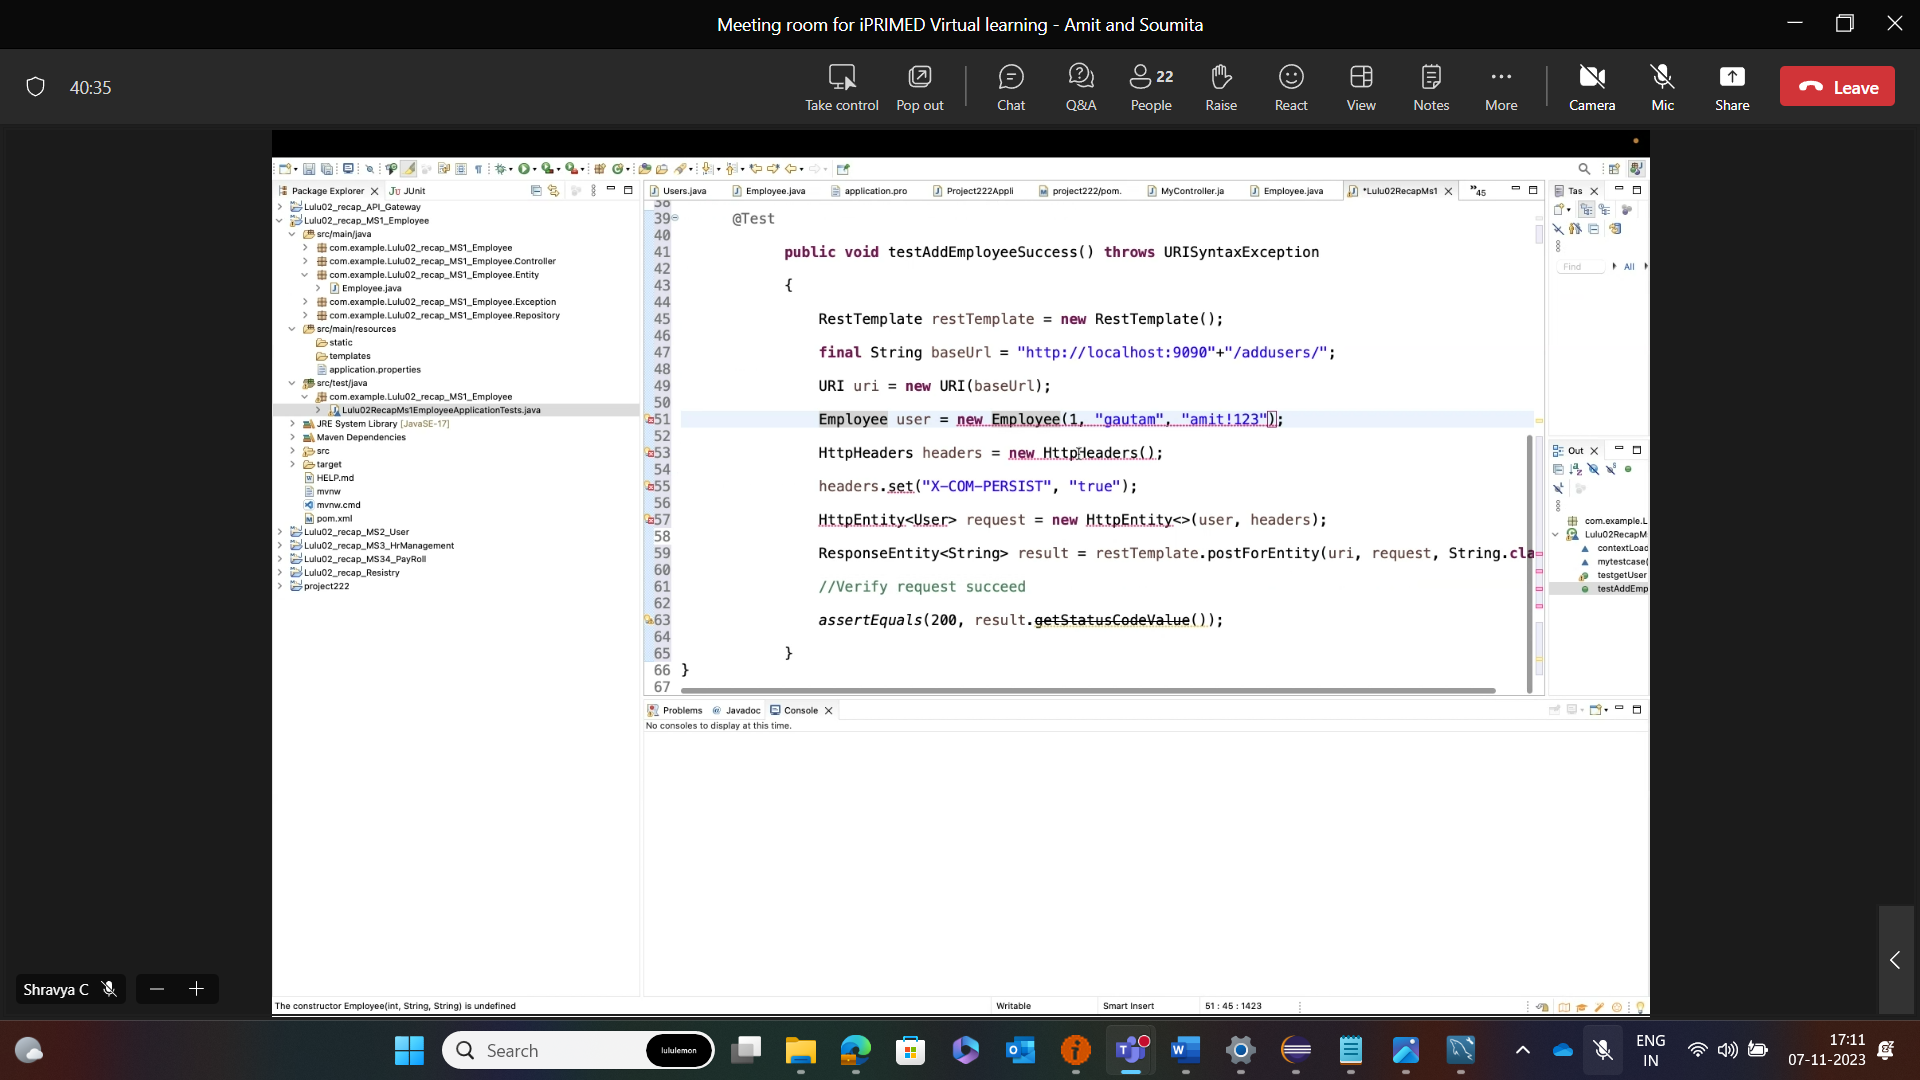 Meeting room for iPRIMED Virtual learning - Amit and Soumita
40:35
Take control
Pop out
Chat
Q&A
22
People
Raise
React
View
Notes
More
Camera
Mic
Share
Leave
Package Explorer
JUnit
Users.java
Employee.java
application.pro
Project222Appli
project222/pom.
MyController.ja
Employee.java
*Lulu02RecapMs1
45
Tas
Lulu02_recap_API_Gateway
Lulu02_recap_MS1_Employee
src/main/java
com.example.Lulu02_recap_MS1_Employee
com.example.Lulu02_recap_MS1_Employee.Controller
com.example.Lulu02_recap_MS1_Employee.Entity
Employee.java
com.example.Lulu02_recap_MS1_Employee.Exception
com.example.Lulu02_recap_MS1_Employee.Repository
src/main/resources
static
templates
application.properties
src/test/java
com.example.Lulu02_recap_MS1_Employee
Lulu02RecapMs1EmployeeApplicationTests.java
JRE System Library [JavaSE-17]
Maven Dependencies
src
target
HELP.md
mvnw
mvnw.cmd
pom.xml
Lulu02_recap_MS2_User
Lulu02_recap_MS3_HrManagement
Lulu02_recap_MS34_PayRoll
Lulu02_recap_Resistry
project222
38
39 @Test
40
41 public void testAddEmployeeSuccess() throws URISyntaxException
42
43 {
44
45 RestTemplate restTemplate = new RestTemplate();
46
47 final String baseUrl = "http://localhost:9090"+"/addusers/";
48
49 URI uri = new URI(baseUrl);
50
51 Employee user = new Employee(1, "gautam", "amit!123");
52
53 HttpHeaders headers = new HttpHeaders();
54
55 headers.set("X-COM-PERSIST", "true");
56
57 HttpEntity<User> request = new HttpEntity<>(user, headers);
58
59 ResponseEntity<String> result = restTemplate.postForEntity(uri, request, String.cla
60
61 //Verify request succeed
62
63 assertEquals(200, result.getStatusCodeValue());
64
65 }
66 }
67
Find
All
Out
com.example.L
Lulu02RecapM
contextLoad
mytestcase(
testgetUser
testAddEmp
Problems
Javadoc
Console
No consoles to display at this time.
Shravya C
The constructor Employee(int, String, String) is undefined
Writable
Smart Insert
51 : 45 : 1423
Search
lululemon
ENG
IN
17:11
07-11-2023